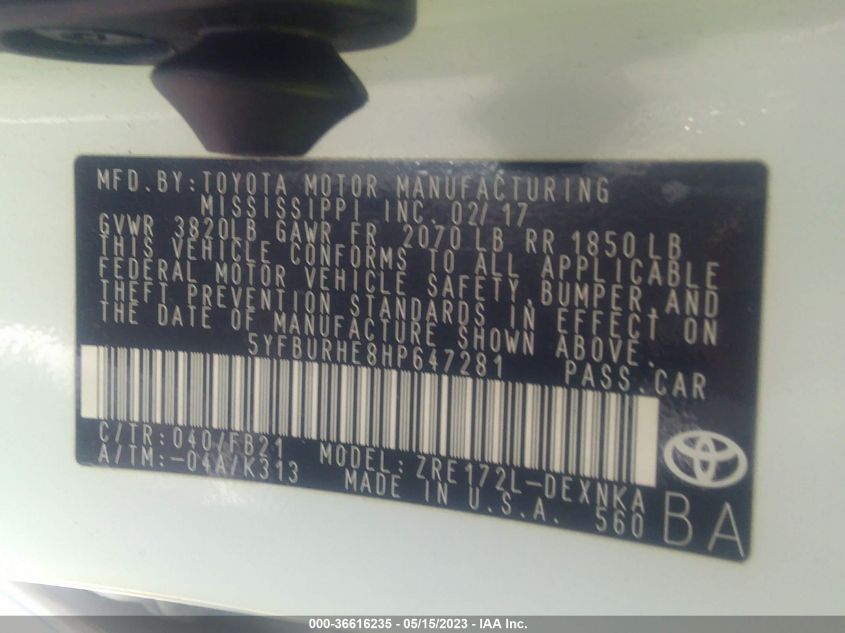 MFD.BY:TOYOTA MOTOR MANUFACTURING
MISSISSIPPI INC. 02/17
GVWR 3820LB GAWR FR 2070 LB RR 1850 LB
THIS VEHICLE CONFORMS TO ALL APPLICABLE
FEDERAL MOTOR VEHICLE SAFETY, BUMPER, AND
THEFT PREVENTION STANDARDS IN EFFECT ON
THE DATE OF MANUFACTURE SHOWN ABOVE.
5YFBURHE8HP647281 PASS.CAR
C/TR:040/FB21 MODEL:ZRE172L-DEXNKA
A/TM:-04A/K313 MADE IN U.S.A. 560
BA
000-36616235 - 05/15/2023 - IAA Inc.